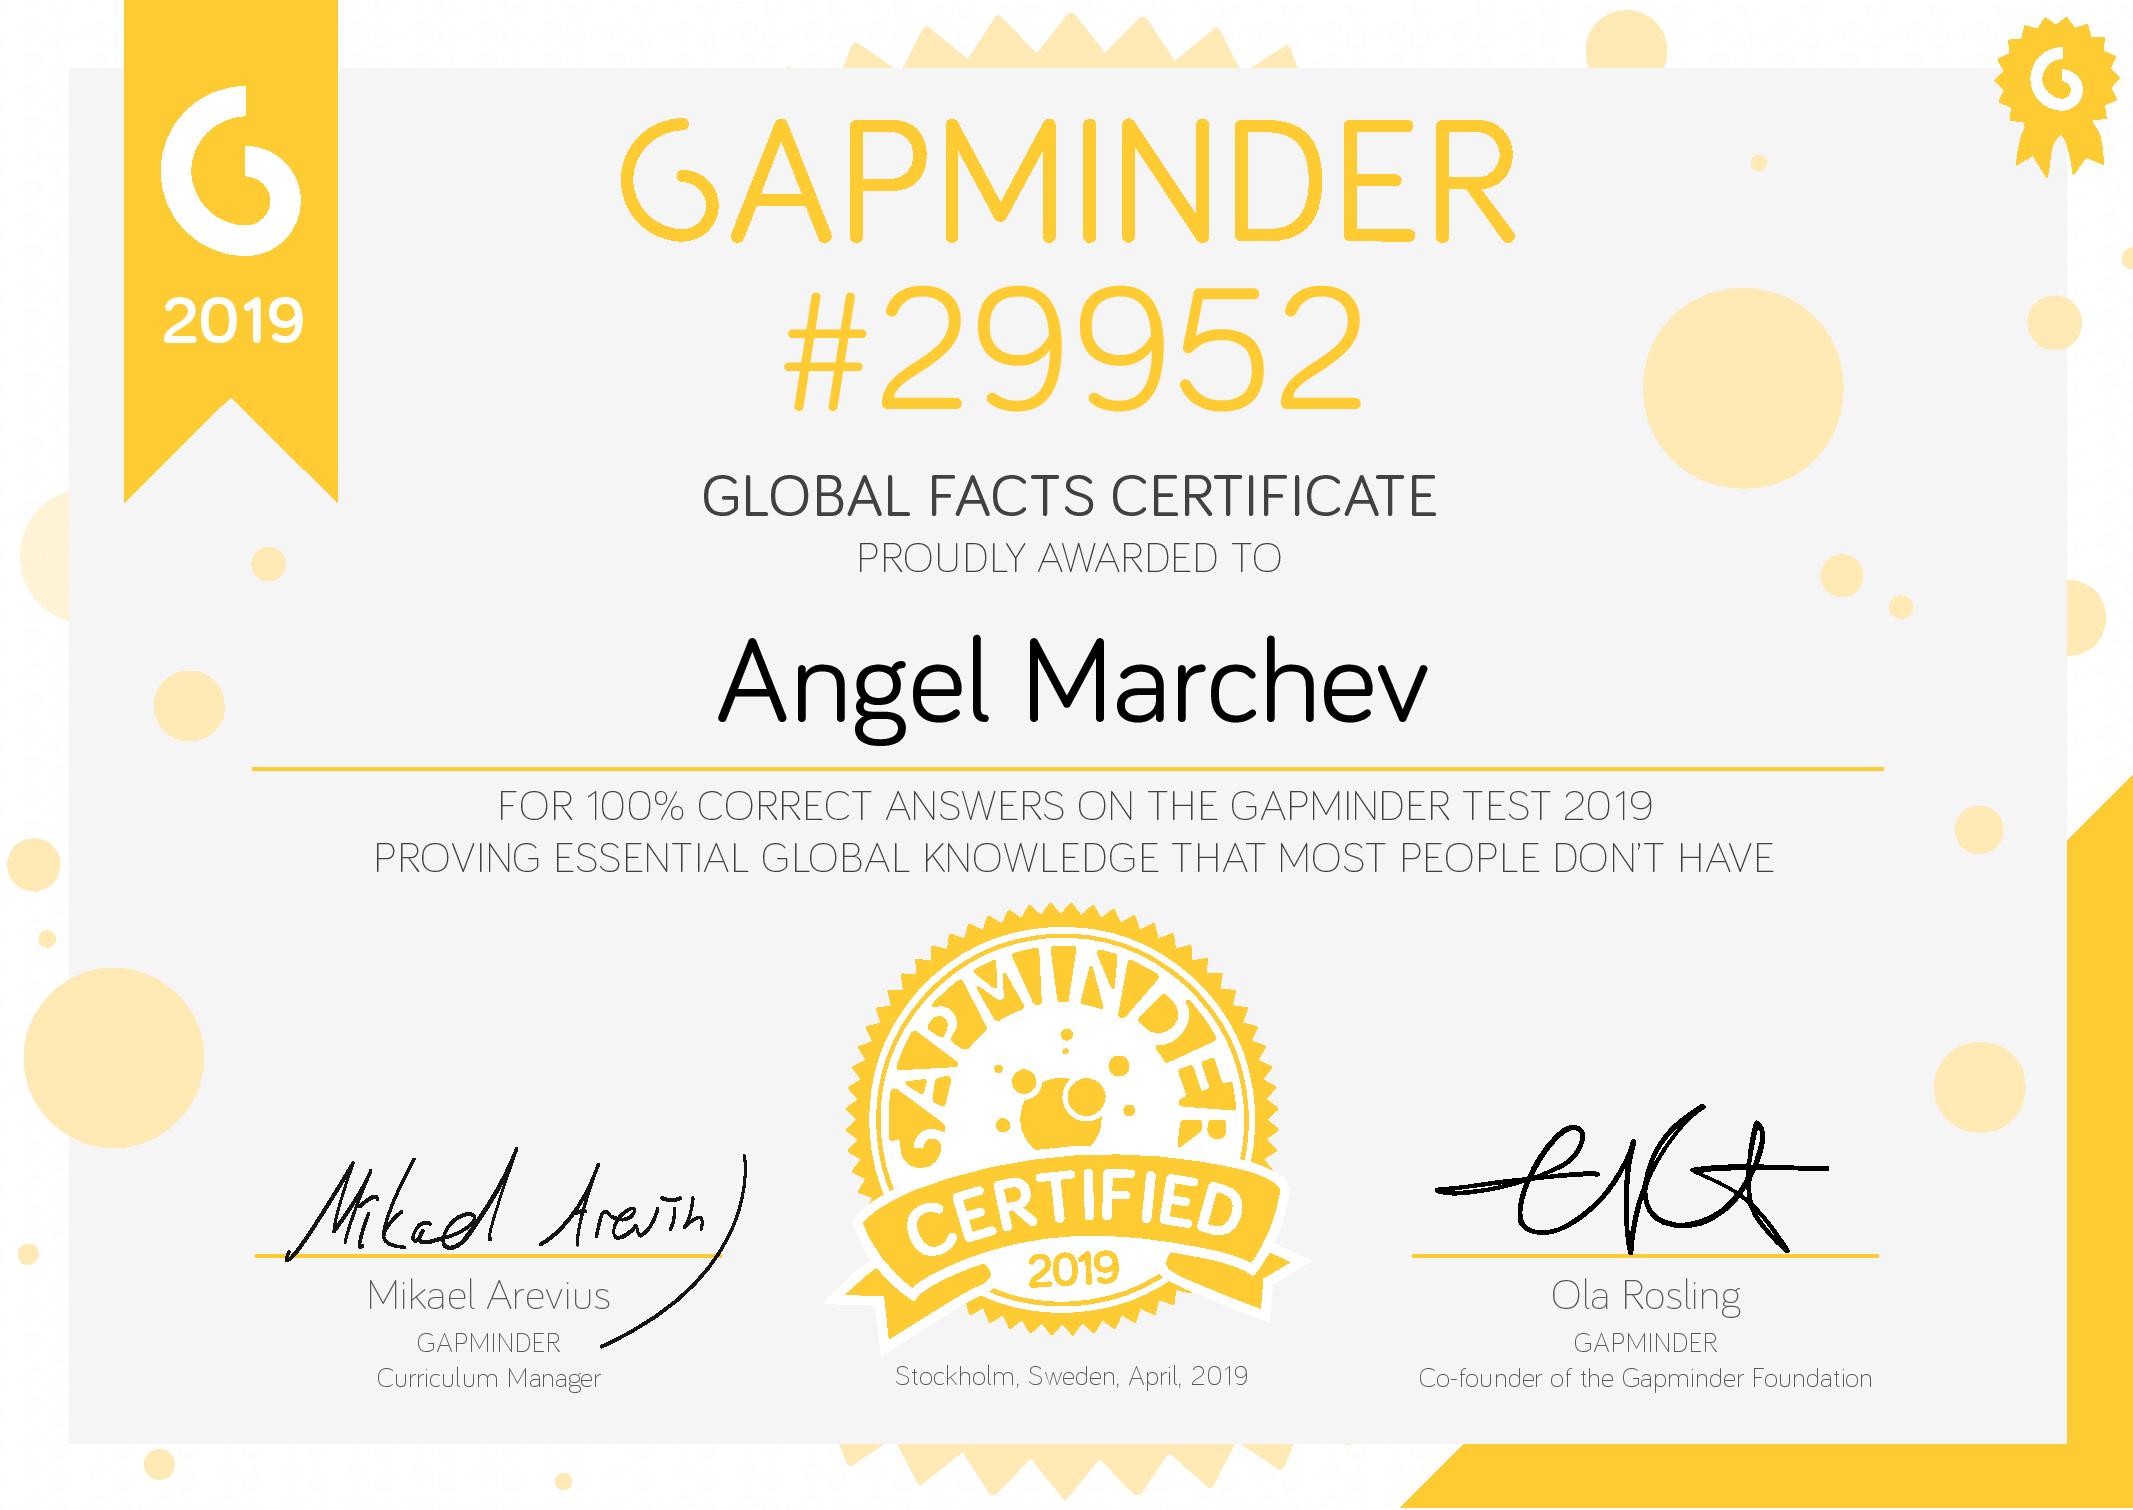 2019
GAPMINDER
#29952
GLOBAL FACTS CERTIFICATE
PROUDLY AWARDED TO
Angel Marchev
FOR 100% CORRECT ANSWERS ON THE GAPMINDER TEST 2019
PROVING ESSENTIAL GLOBAL KNOWLEDGE THAT MOST PEOPLE DON'T HAVE
GAPMINDER
CERTIFIED
2019
Mikael Arevius
Mikael Arevius
GAPMINDER
Curriculum Manager
Stockholm, Sweden, April, 2019
Ola Rosling
GAPMINDER
Co-founder of the Gapminder Foundation